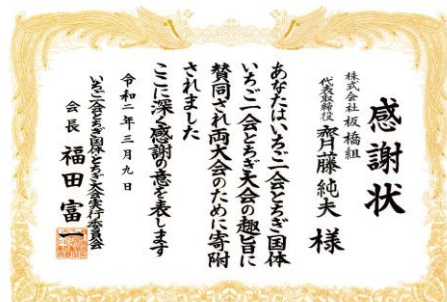 感謝状
株式会社 板橋組
代表取締役 齊藤純夫 様
あなたはいちご一会とちぎ国体
いちご一会とちぎ大会の趣旨に
賛同され両大会のために寄附
されました
ここに深く感謝の意を表します
令和二年三月九日
いちご一会とちぎ国体・とちぎ大会実行委員会
会長 福田富一